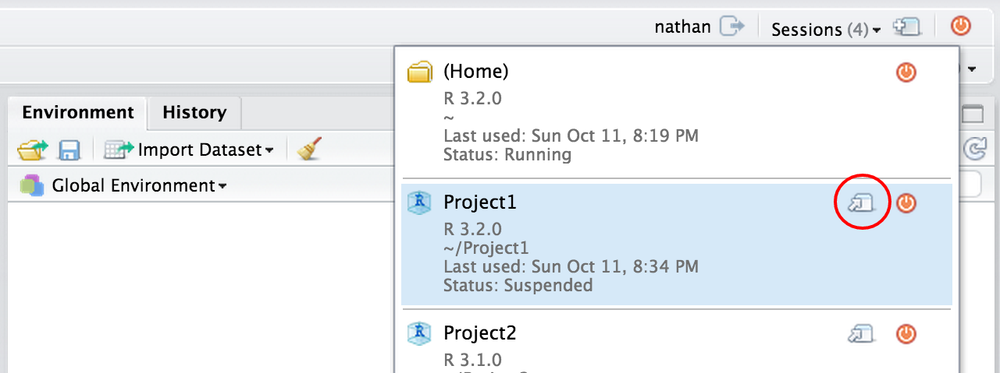 nathan Sessions (4)
Environment History
Import Dataset
Global Environment
(Home)
R 3.2.0
~
Last used: Sun Oct 11, 8:19 PM
Status: Running
Project1
R 3.2.0
~/Project1
Last used: Sun Oct 11, 8:34 PM
Status: Suspended
Project2
R 3.1.0